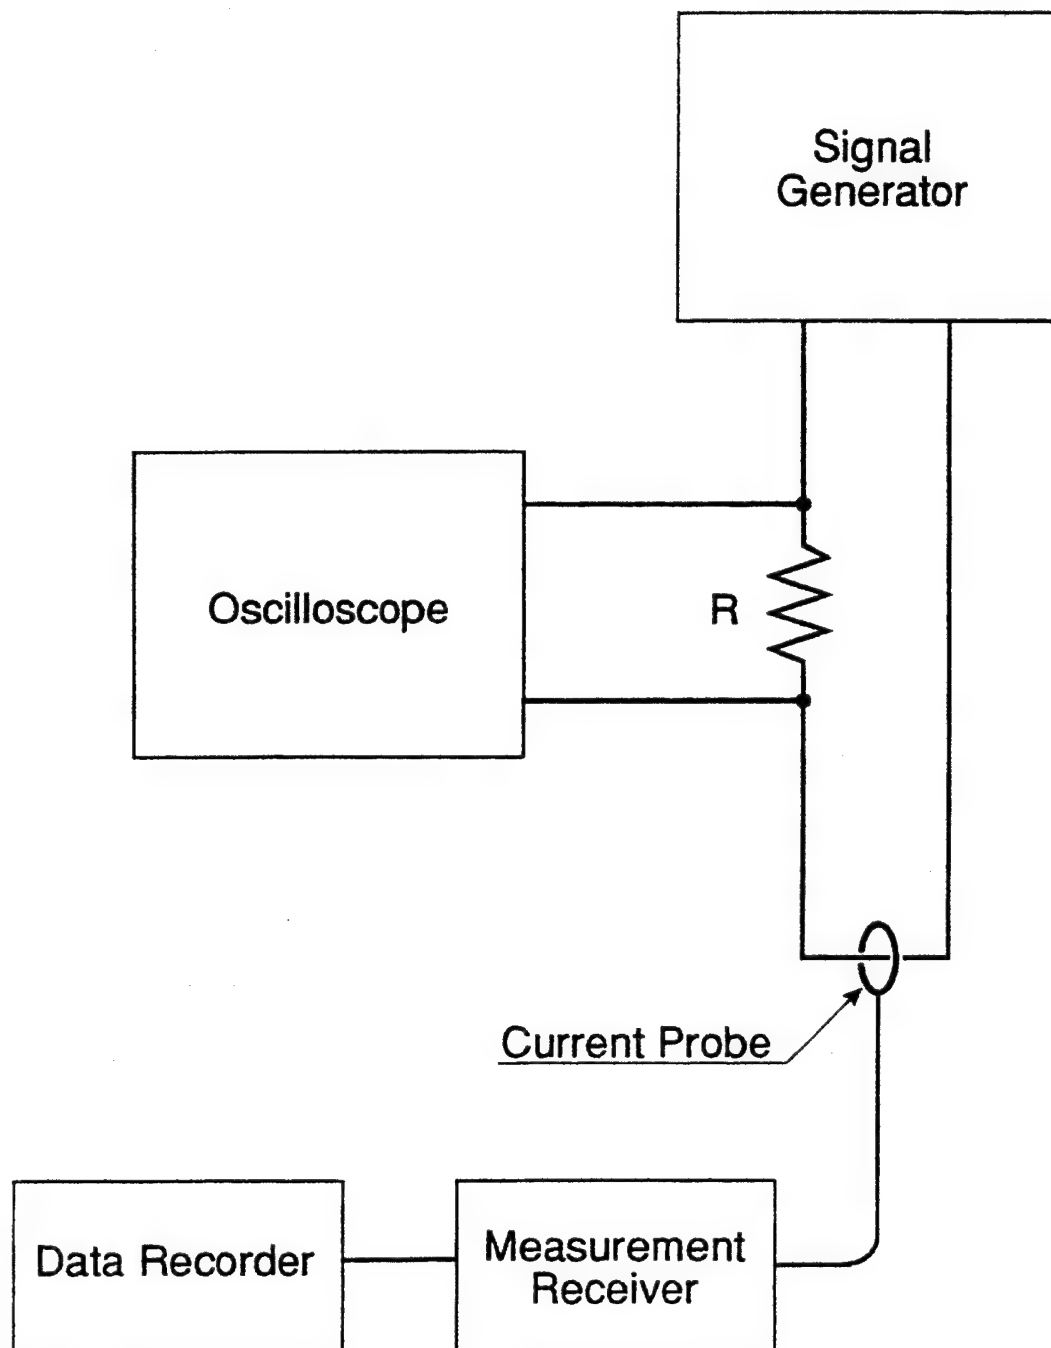 Signal
Generator
Oscilloscope
R
Current Probe
Data Recorder
Measurement
Receiver